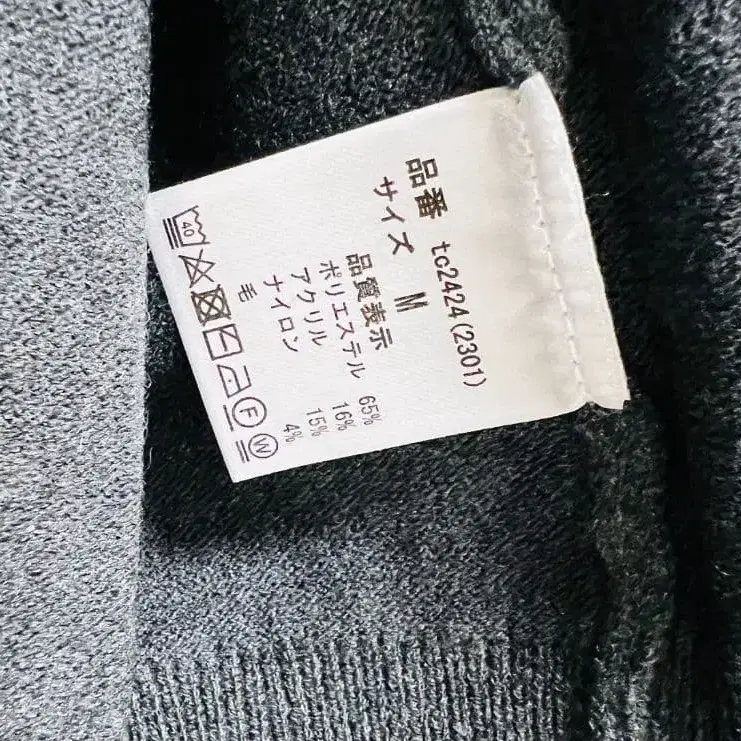 品番 tc2424(2301)
サイズ M
品質表示
ポリエステル 65%
アクリル 16%
ナイロン 15%
毛 4%
40 F W